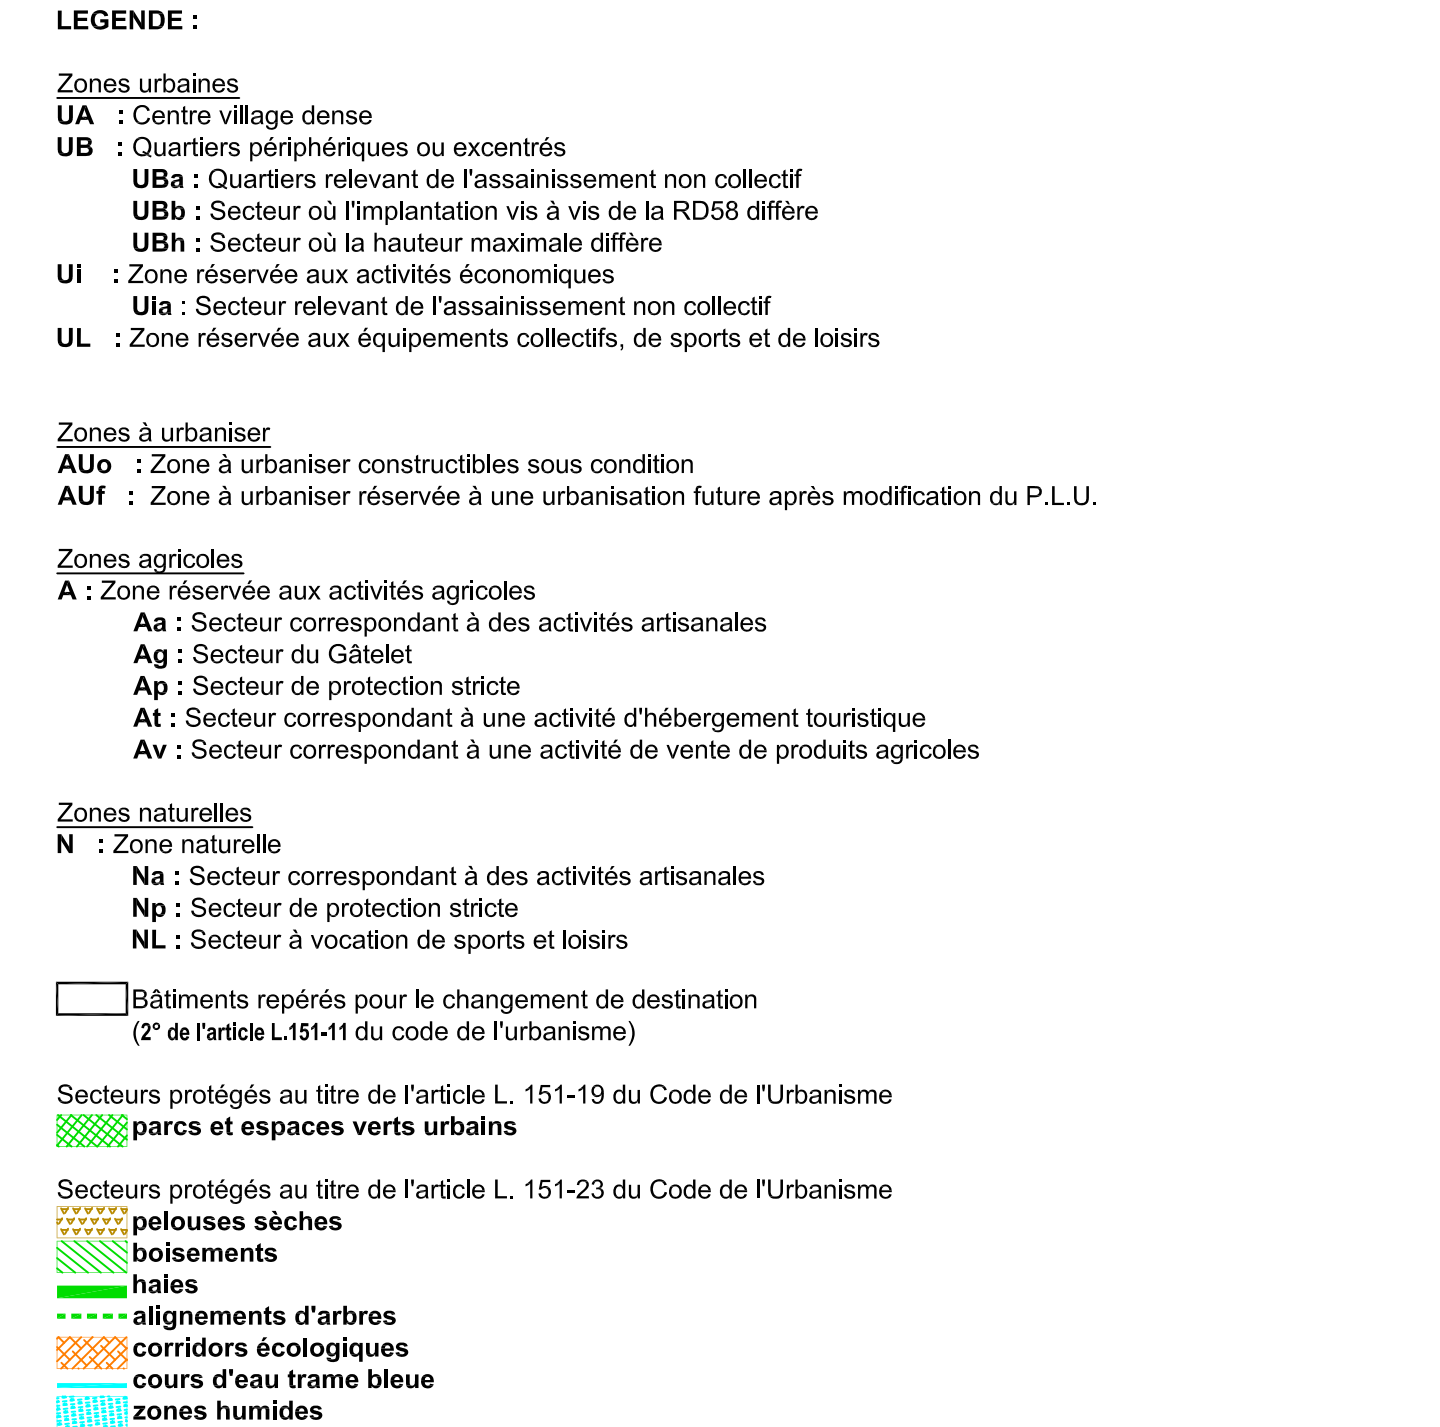 LEGENDE :
Zones urbaines
UA : Centre village dense
UB : Quartiers périphériques ou excentrés
UBa : Quartiers relevant de l'assainissement non collectif
UBb : Secteur où l'implantation vis à vis de la RD58 diffère
UBh : Secteur où la hauteur maximale diffère
Ui : Zone réservée aux activités économiques
Uia : Secteur relevant de l'assainissement non collectif
UL : Zone réservée aux équipements collectifs, de sports et de loisirs
Zones à urbaniser
AUo : Zone à urbaniser constructibles sous condition
AUf : Zone à urbaniser réservée à une urbanisation future après modification du P.L.U.
Zones agricoles
A : Zone réservée aux activités agricoles
Aa : Secteur correspondant à des activités artisanales
Ag : Secteur du Gâtelet
Ap : Secteur de protection stricte
At : Secteur correspondant à une activité d'hébergement touristique
Av : Secteur correspondant à une activité de vente de produits agricoles
Zones naturelles
N : Zone naturelle
Na : Secteur correspondant à des activités artisanales
Np : Secteur de protection stricte
NL : Secteur à vocation de sports et loisirs
Bâtiments repérés pour le changement de destination
(2° de l'article L.151-11 du code de l'urbanisme)
Secteurs protégés au titre de l'article L. 151-19 du Code de l'Urbanisme
parcs et espaces verts urbains
Secteurs protégés au titre de l'article L. 151-23 du Code de l'Urbanisme
pelouses sèches
boisements
haies
alignements d'arbres
corridors écologiques
cours d'eau trame bleue
zones humides